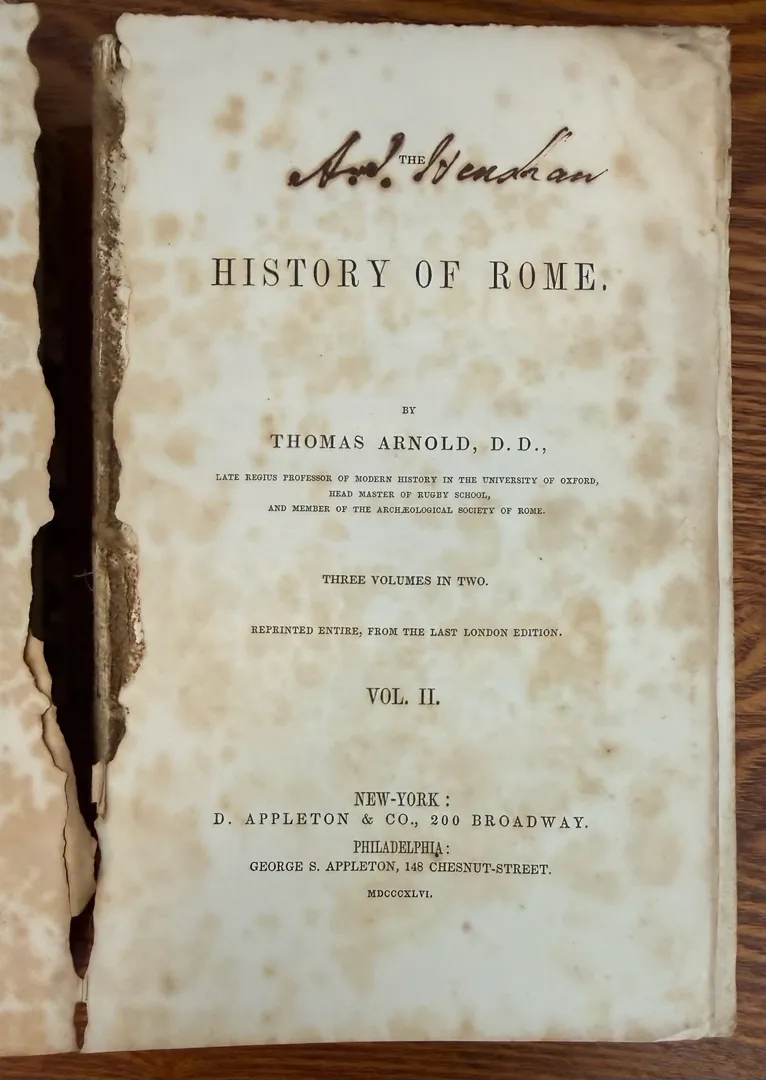 THE
HISTORY OF ROME.
BY
THOMAS ARNOLD, D. D.,
LATE REGIUS PROFESSOR OF MODERN HISTORY IN THE UNIVERSITY OF OXFORD,
HEAD MASTER OF RUGBY SCHOOL,
AND MEMBER OF THE ARCHÆOLOGICAL SOCIETY OF ROME.
THREE VOLUMES IN TWO.
REPRINTED ENTIRE, FROM THE LAST LONDON EDITION.
VOL. II.
NEW-YORK:
D. APPLETON & CO., 200 BROADWAY.
PHILADELPHIA:
GEORGE S. APPLETON, 148 CHESNUT-STREET.
MDCCCXLVI.